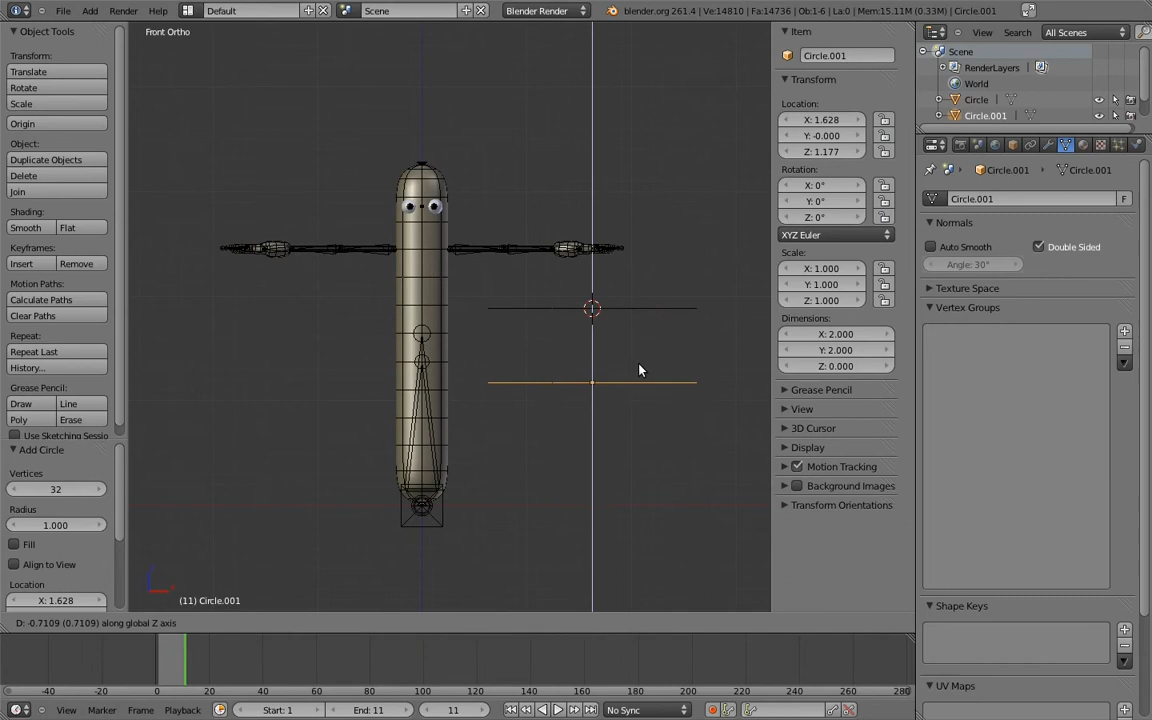 File Add Render Help Default Scene Blender Render blender.org 261.4 | Ve:14810 | Fa:14736 | Ob:1-6 | La:0 | Mem:15.11M (0.33M) | Circle.001
Object Tools
Transform:
Translate
Rotate
Scale
Origin
Object:
Duplicate Objects
Delete
Join
Shading:
Smooth Flat
Keyframes:
Insert Remove
Motion Paths:
Calculate Paths
Clear Paths
Repeat:
Repeat Last
History...
Grease Pencil:
Draw Line
Poly Erase
Use Sketching Sessio
Add Circle
Vertices
32
Radius
1.000
Fill
Align to View
Location
X: 1.628
Front Ortho
(11) Circle.001
D: -0.7109 (0.7109) along global Z axis
Item
Circle.001
Transform
Location:
X: 1.628
Y: -0.000
Z: 1.177
Rotation:
X: 0°
Y: 0°
Z: 0°
XYZ Euler
Scale:
X: 1.000
Y: 1.000
Z: 1.000
Dimensions:
X: 2.000
Y: 2.000
Z: 0.000
Grease Pencil
View
3D Cursor
Display
Motion Tracking
Background Images
Transform Orientations
View Search All Scenes
Scene
RenderLayers
World
Circle
Circle.001
Circle.001 Circle.001
Circle.001 F
Normals
Auto Smooth Double Sided
Angle: 30°
Texture Space
Vertex Groups
Shape Keys
UV Maps
-40 -20 0 20 40 60 80 100 120 140 160 180 200 220 240 260 280
View Marker Frame Playback Start: 1 End: 11 11 No Sync